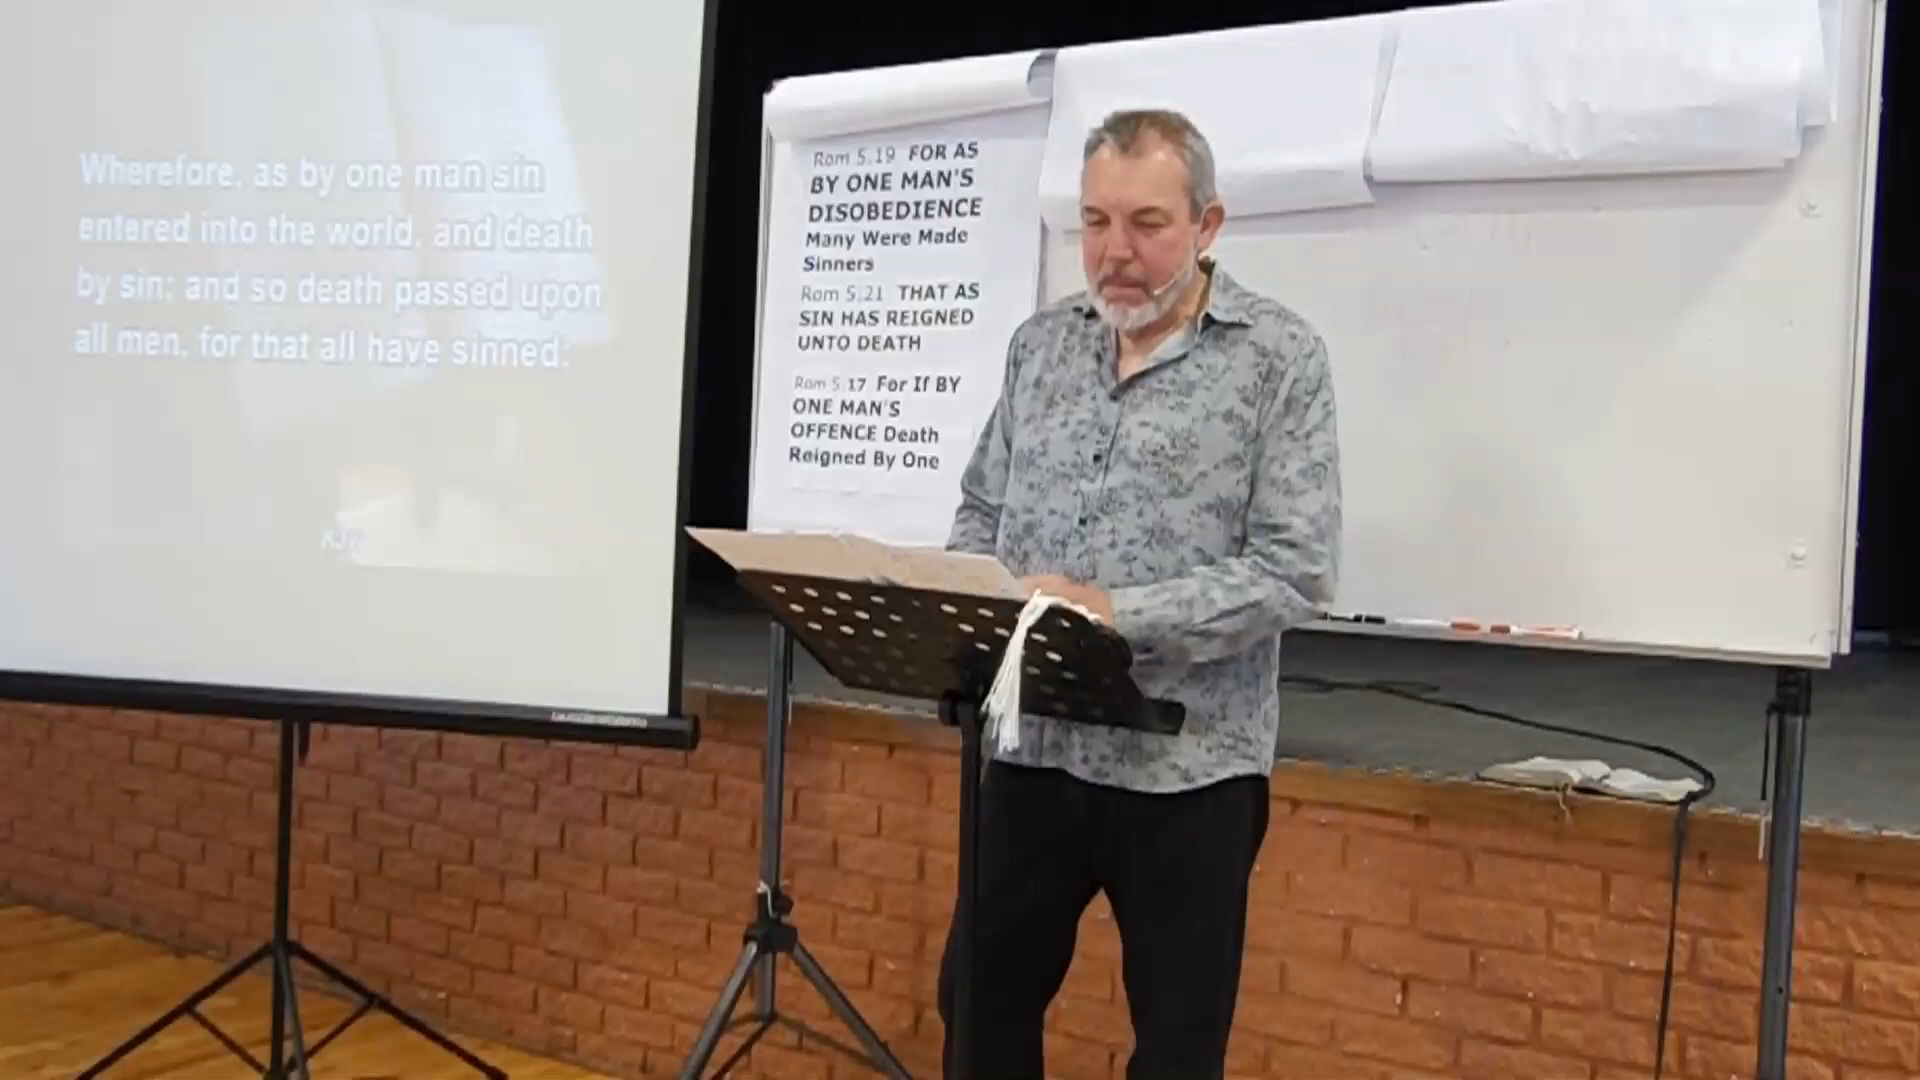 Wherefore, as by one man sin
entered into the world, and death
by sin; and so death passed upon
all men, for that all have sinned:
KJV
Rom 5.19 FOR AS
BY ONE MAN'S
DISOBEDIENCE
Many Were Made
Sinners
Rom 5.21 THAT AS
SIN HAS REIGNED
UNTO DEATH
Rom 5.17 For If BY
ONE MAN'S
OFFENCE Death
Reigned By One